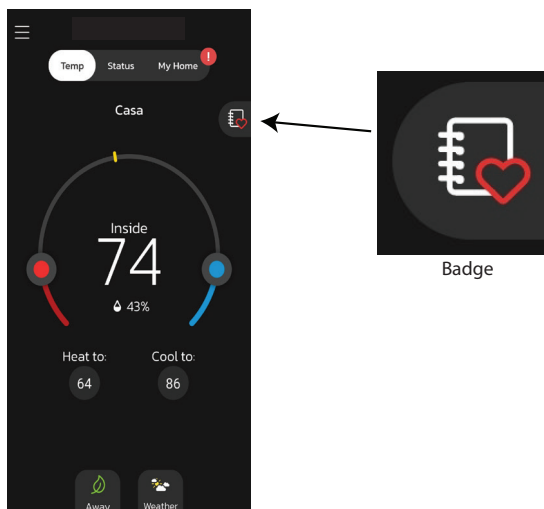 Temp Status My Home !
Casa
Inside
74
43%
Heat to: Cool to:
64 86
Away Weather
Badge